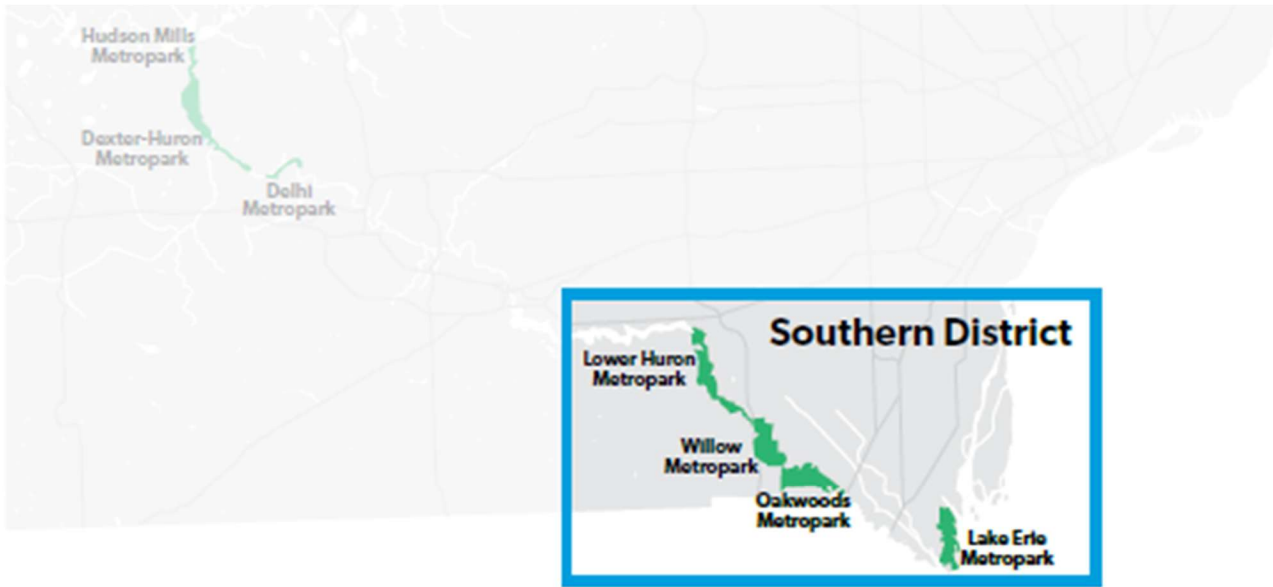 Hudson Mills
Metropark
Dexter-Huron
Metropark
Delhi
Metropark
Southern District
Lower Huron
Metropark
Willow
Metropark
Oakwoods
Metropark
Lake Erie
Metropark